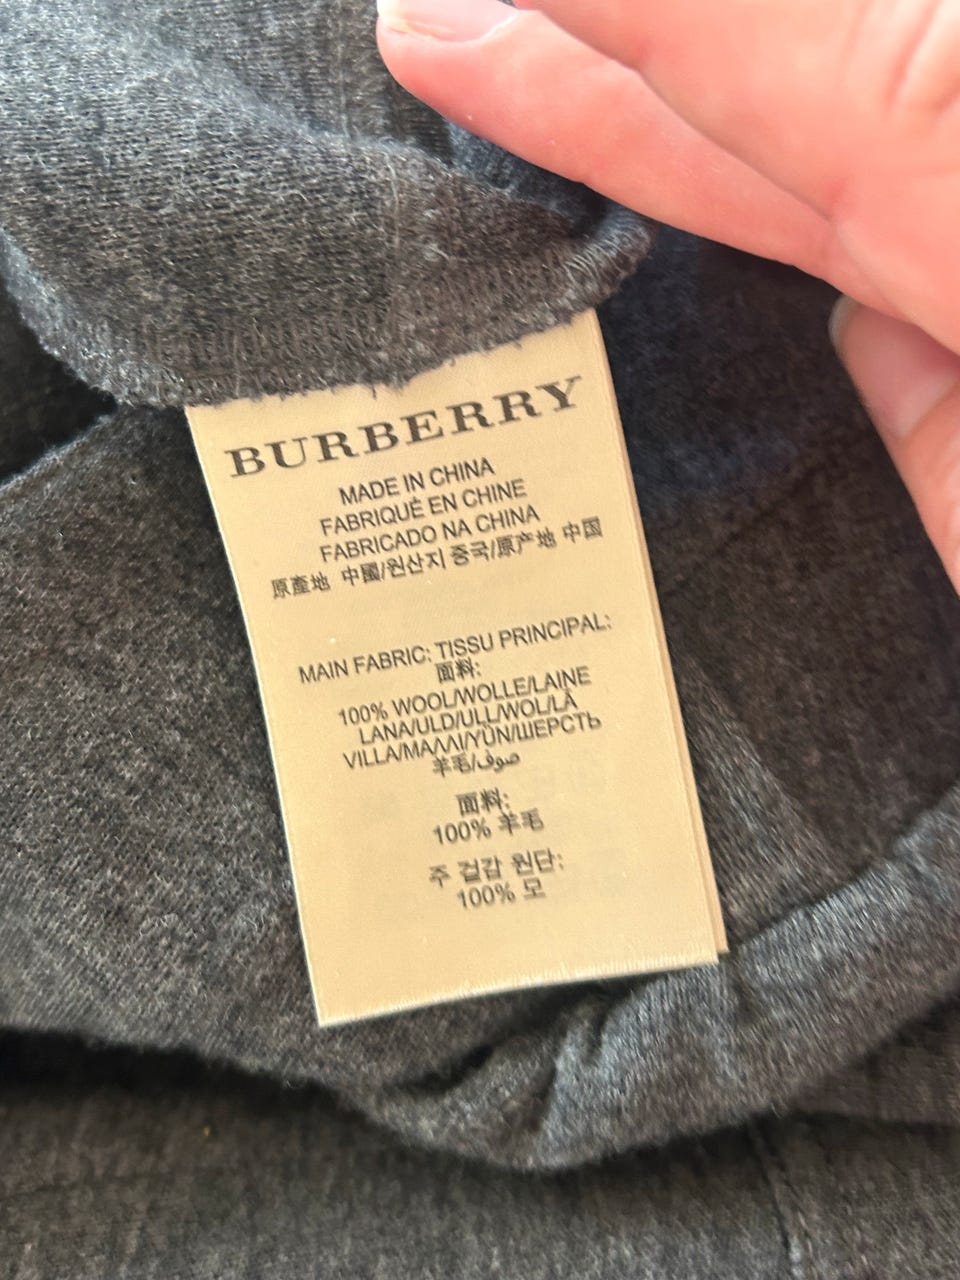 BURBERRY
MADE IN CHINA
FABRIQUÉ EN CHINE
FABRICADO NA CHINA
原產地 中國/원산지 중국/原产地 中国
MAIN FABRIC: TISSU PRINCIPAL:
面料:
100% WOOL/WOLLE/LAINE
LANA/ULD/ULL/WOL/LÃ
VILLA/ΜΑΛΛΙ/YÜN/ШЕРСТЬ
羊毛/صوف
面料:
100% 羊毛
주 겉감 원단:
100% 모